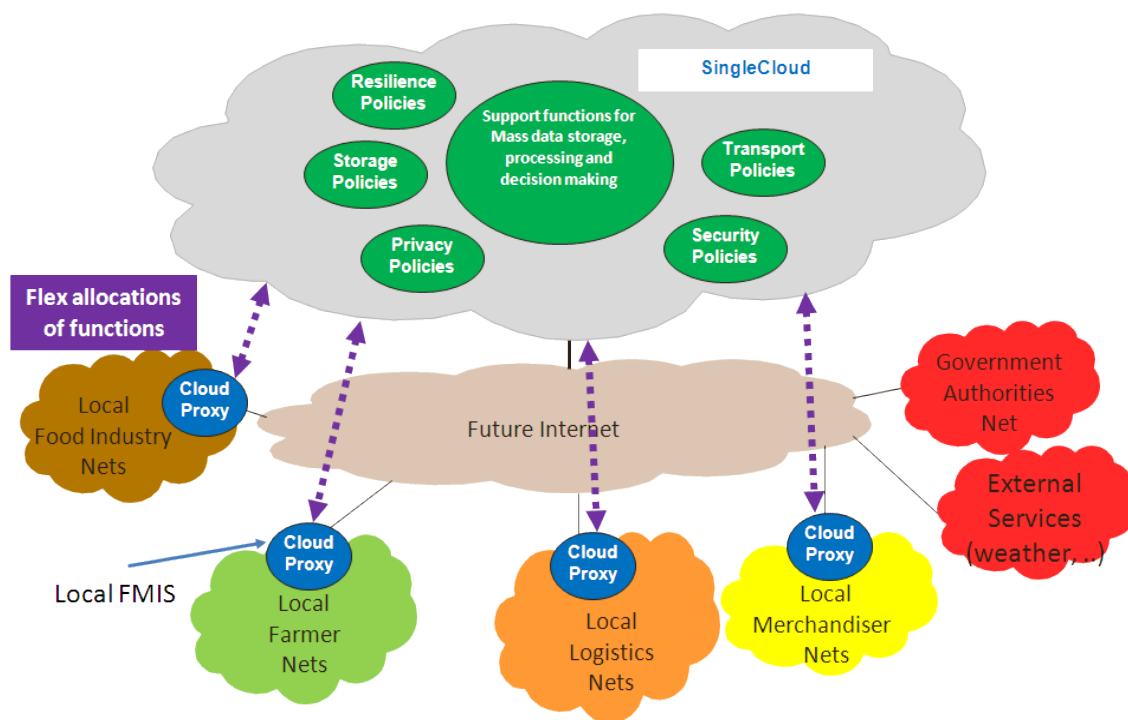 SingleCloud
Resilience
Policies
Support functions for
Mass data storage,
processing and
decision making
Transport
Policies
Storage
Policies
Privacy
Policies
Security
Policies
Flex allocations
of functions
Cloud
Proxy
Local
Food Industry
Nets
Future Internet
Government
Authorities
Net
External
Services
(weather, ..)
Cloud
Proxy
Local FMIS
Local
Farmer
Nets
Cloud
Proxy
Local
Logistics
Nets
Cloud
Proxy
Local
Merchandiser
Nets